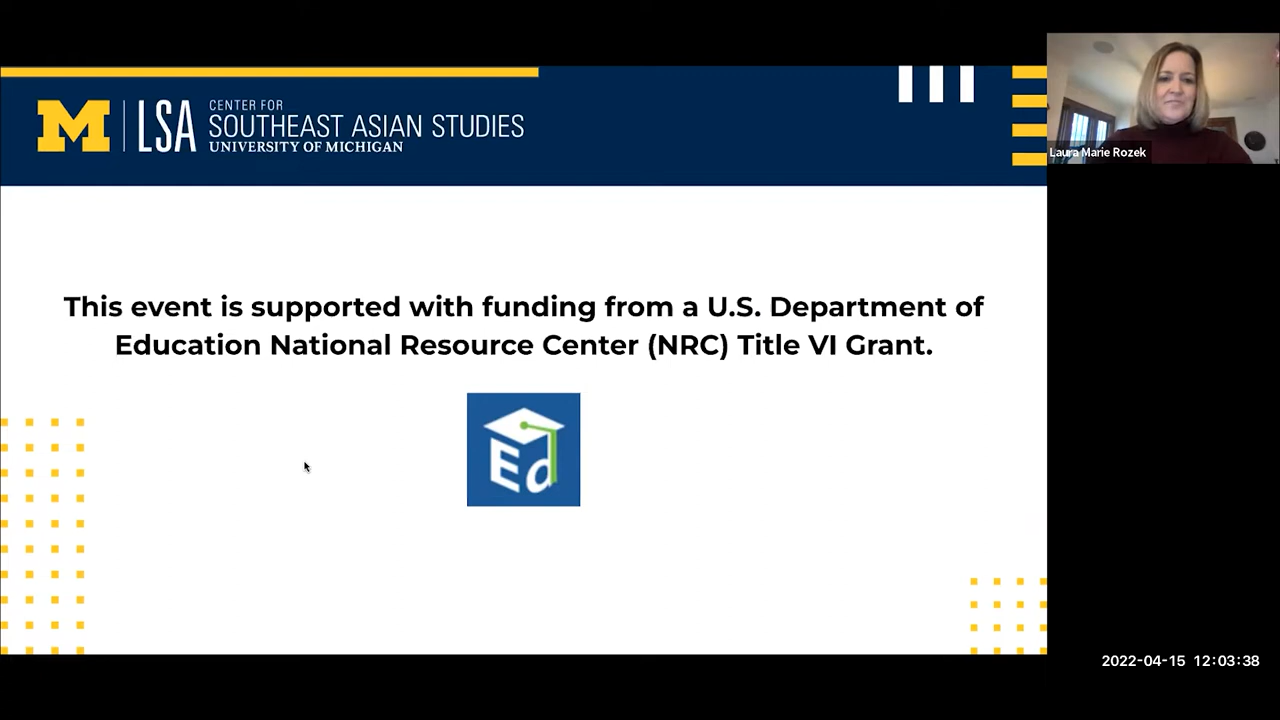 M LSA CENTER FOR
SOUTHEAST ASIAN STUDIES
UNIVERSITY OF MICHIGAN
Laura Marie Rozek
This event is supported with funding from a U.S. Department of
Education National Resource Center (NRC) Title VI Grant.
Ed
2022-04-15 12:03:38